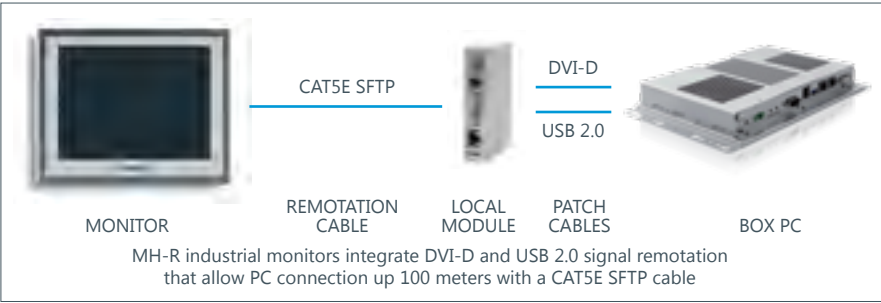 CAT5E SFTP
DVI-D
USB 2.0
MONITOR
REMOTATION
CABLE
LOCAL
MODULE
PATCH
CABLES
BOX PC
MH-R industrial monitors integrate DVI-D and USB 2.0 signal remotation
that allow PC connection up 100 meters with a CAT5E SFTP cable